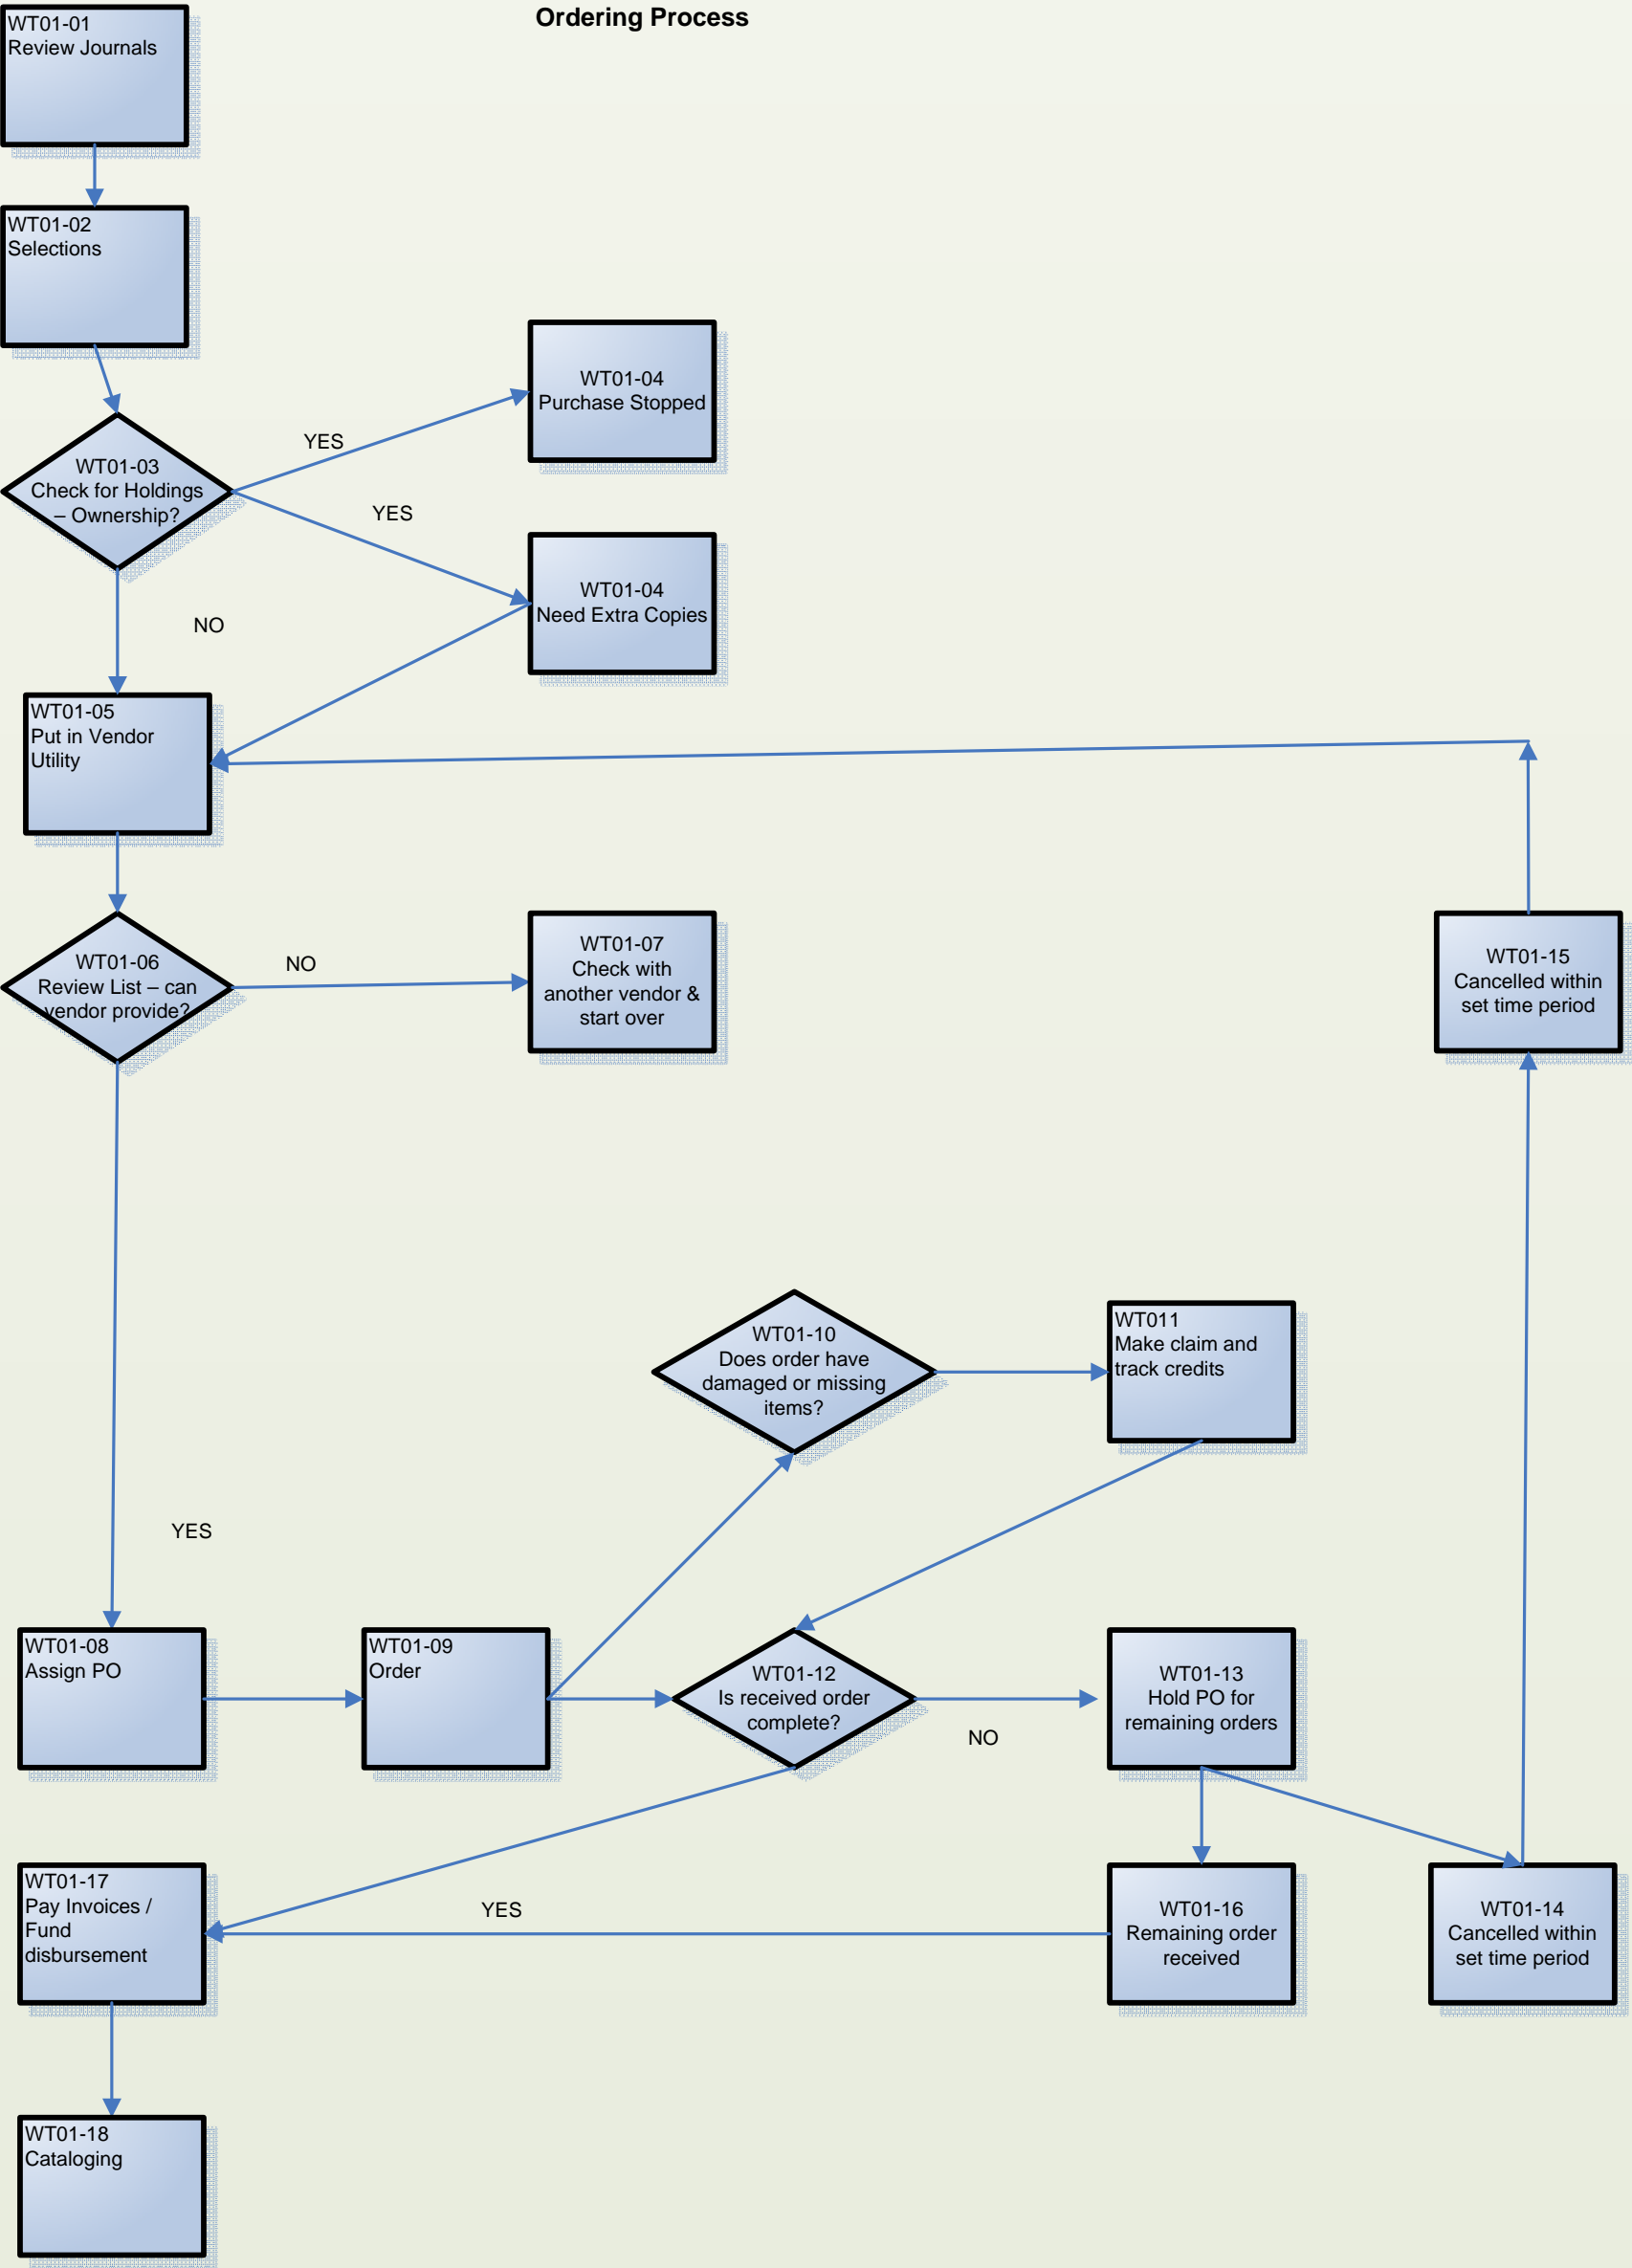 Ordering Process
WT01-01
Review Journals
WT01-02
Selections
WT01-04
Purchase Stopped
YES
WT01-03
Check for Holdings
– Ownership?
YES
WT01-04
Need Extra Copies
NO
WT01-05
Put in Vendor
Utility
WT01-06
Review List – can
vendor provide?
NO
WT01-07
Check with
another vendor &
start over
WT01-15
Cancelled within
set time period
WT01-10
Does order have
damaged or missing
items?
WT011
Make claim and
track credits
YES
WT01-08
Assign PO
WT01-09
Order
WT01-12
Is received order
complete?
NO
WT01-13
Hold PO for
remaining orders
WT01-17
Pay Invoices /
Fund
disbursement
YES
WT01-16
Remaining order
received
WT01-14
Cancelled within
set time period
WT01-18
Cataloging